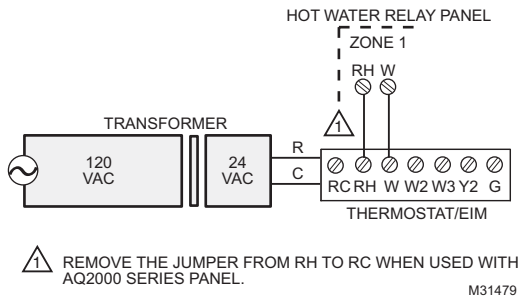 HOT WATER RELAY PANEL
ZONE 1
RH W
1
TRANSFORMER
120
VAC
24
VAC
R
C
RC RH W W2 W3 Y2 G
THERMOSTAT/EIM
1 REMOVE THE JUMPER FROM RH TO RC WHEN USED WITH
AQ2000 SERIES PANEL.
M31479